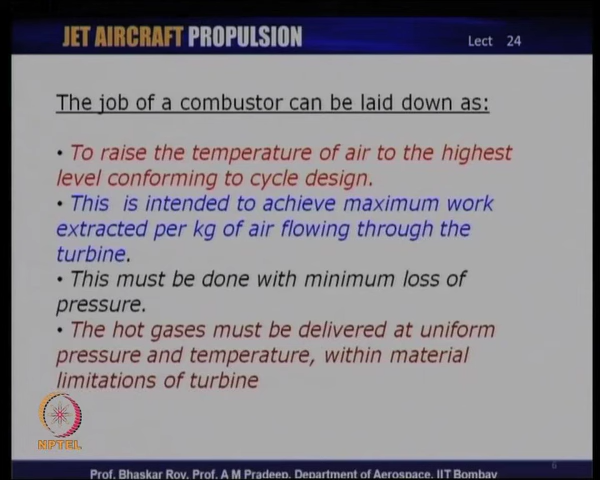 JET AIRCRAFT PROPULSION
Lect 24
The job of a combustor can be laid down as:
• To raise the temperature of air to the highest
level conforming to cycle design.
• This is intended to achieve maximum work
extracted per kg of air flowing through the
turbine.
• This must be done with minimum loss of
pressure.
• The hot gases must be delivered at uniform
pressure and temperature, within material
limitations of turbine
NPTEL
6
Prof. Bhaskar Roy, Prof. A M Pradeep, Department of Aerospace, IIT Bombay